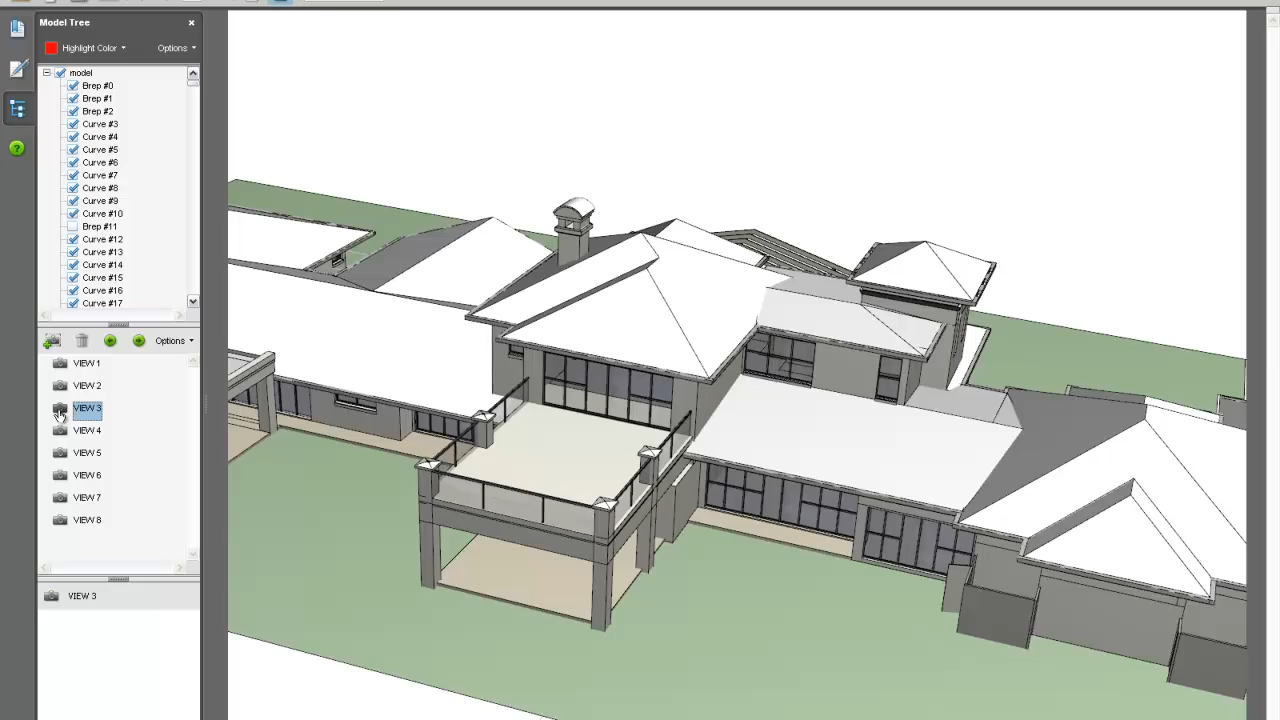 Model Tree
Highlight Color
Options
model
Brep #0
Brep #1
Brep #2
Curve #3
Curve #4
Curve #5
Curve #6
Curve #7
Curve #8
Curve #9
Curve #10
Brep #11
Curve #12
Curve #13
Curve #14
Curve #15
Curve #16
Curve #17
Options
VIEW 1
VIEW 2
VIEW 3
VIEW 4
VIEW 5
VIEW 6
VIEW 7
VIEW 8
VIEW 3